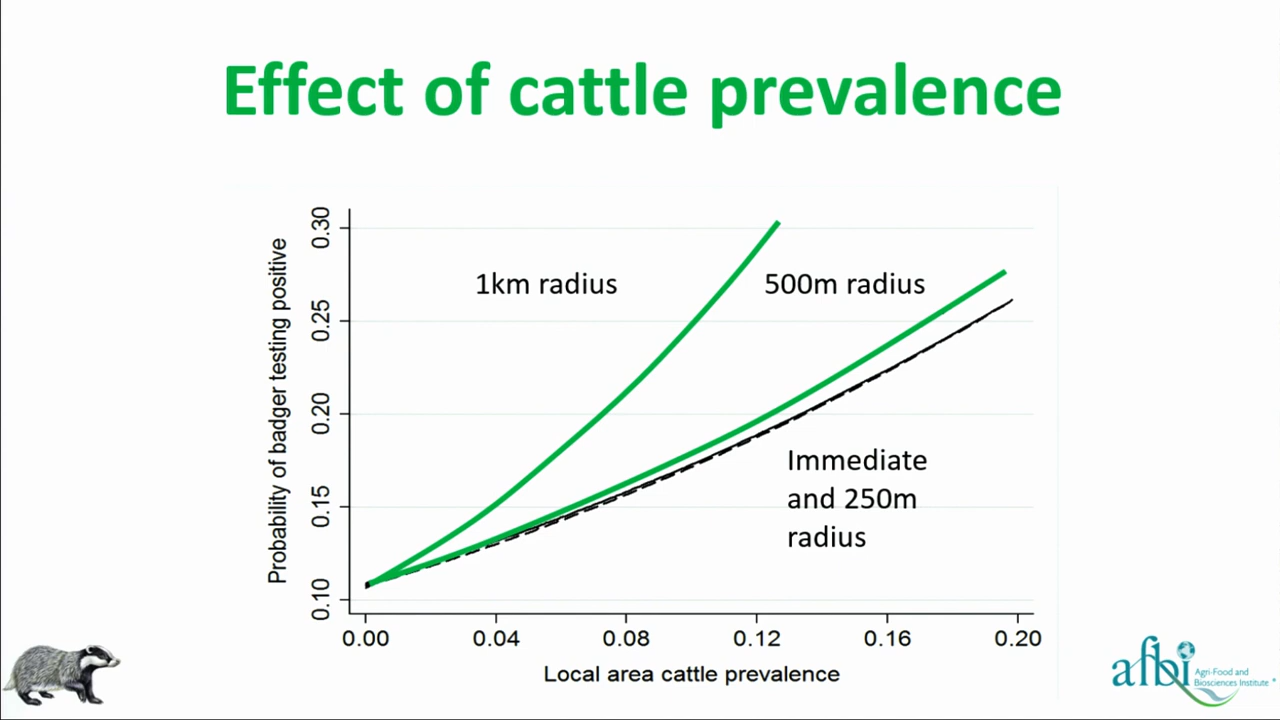 Effect of cattle prevalence
0.30
0.25
0.20
0.15
0.10
Probability of badger testing positive
1km radius
500m radius
Immediate
and 250m
radius
0.00 0.04 0.08 0.12 0.16 0.20
Local area cattle prevalence
afbi
Agri-Food and
Biosciences Institute